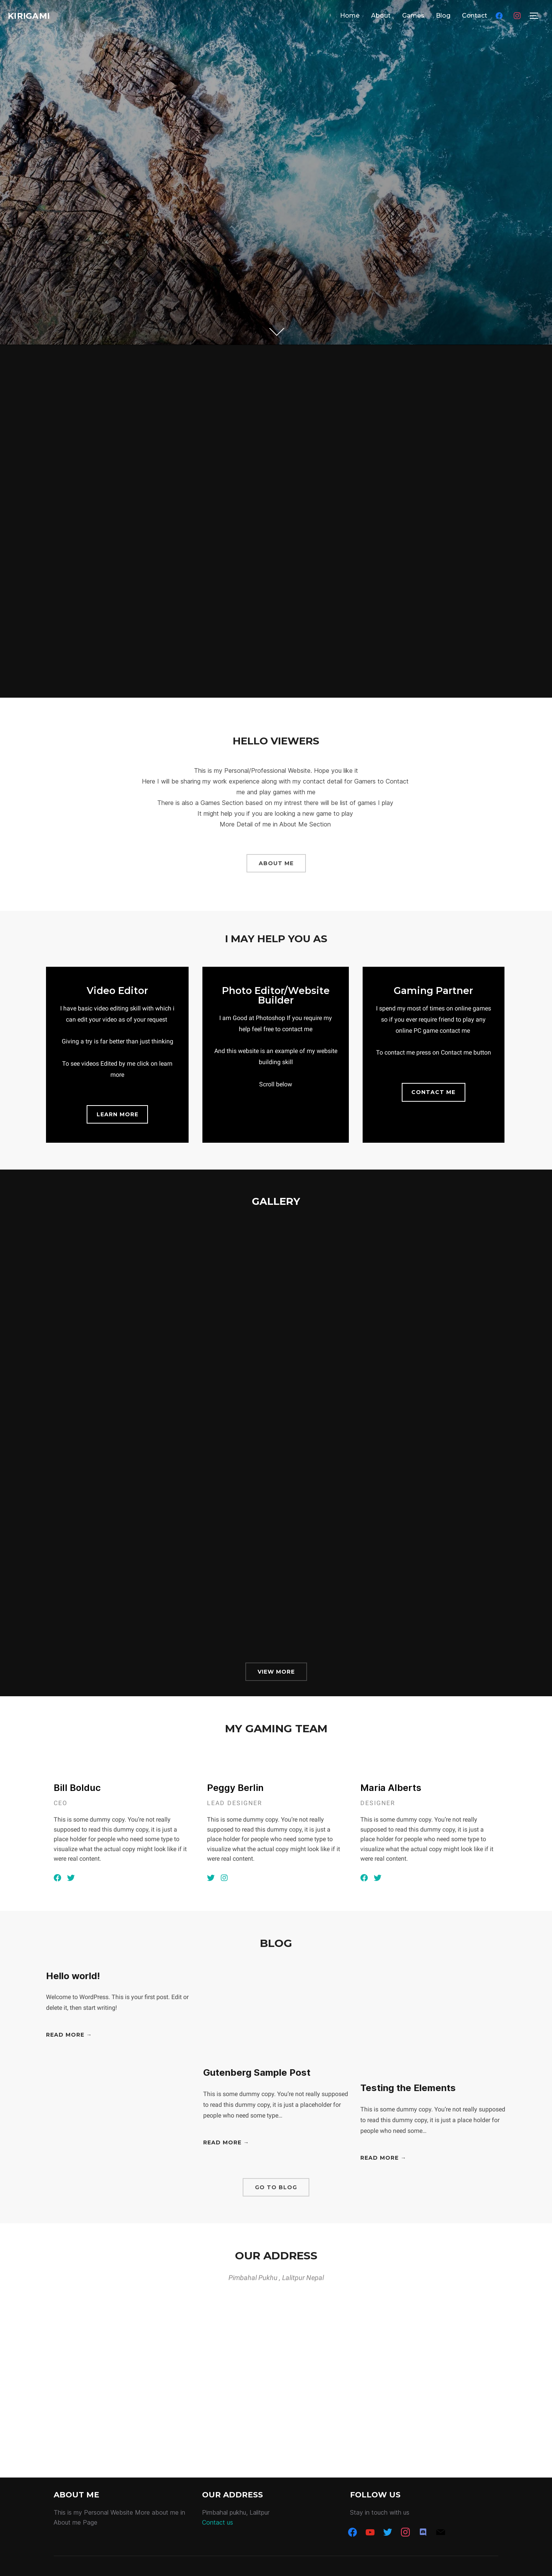 KIRIGAMI
Home About Games Blog Contact
HELLO VIEWERS
This is my Personal/Professional Website. Hope you like it
Here I will be sharing my work experience along with my contact detail for Gamers to Contact
me and play games with me
There is also a Games Section based on my intrest there will be list of games I play
It might help you if you are looking a new game to play
More Detail of me in About Me Section
ABOUT ME
I MAY HELP YOU AS
Video Editor
I have basic video editing skill with which i
can edit your video as of your request
Giving a try is far better than just thinking
To see videos Edited by me click on learn
more
LEARN MORE
Photo Editor/Website
Builder
I am Good at Photoshop If you require my
help feel free to contact me
And this website is an example of my website
building skill
Scroll below
Gaming Partner
I spend my most of times on online games
so if you ever require friend to play any
online PC game contact me
To contact me press on Contact me button
CONTACT ME
GALLERY
VIEW MORE
MY GAMING TEAM
Bill Bolduc
CEO
This is some dummy copy. You're not really
supposed to read this dummy copy, it is just a
place holder for people who need some type to
visualize what the actual copy might look like if it
were real content.
Peggy Berlin
LEAD DESIGNER
This is some dummy copy. You're not really
supposed to read this dummy copy, it is just a
place holder for people who need some type to
visualize what the actual copy might look like if it
were real content.
Maria Alberts
DESIGNER
This is some dummy copy. You're not really
supposed to read this dummy copy, it is just a
place holder for people who need some type to
visualize what the actual copy might look like if it
were real content.
BLOG
Hello world!
Welcome to WordPress. This is your first post. Edit or
delete it, then start writing!
READ MORE →
Gutenberg Sample Post
This is some dummy copy. You're not really supposed
to read this dummy copy, it is just a placeholder for
people who need some type...
READ MORE →
Testing the Elements
This is some dummy copy. You're not really supposed
to read this dummy copy, it is just a place holder for
people who need some...
READ MORE →
GO TO BLOG
OUR ADDRESS
Pimbahal Pukhu , Lalitpur Nepal
ABOUT ME
This is my Personal Website More about me in
About me Page
OUR ADDRESS
Pimbahal pukhu, Lalitpur
Contact us
FOLLOW US
Stay in touch with us